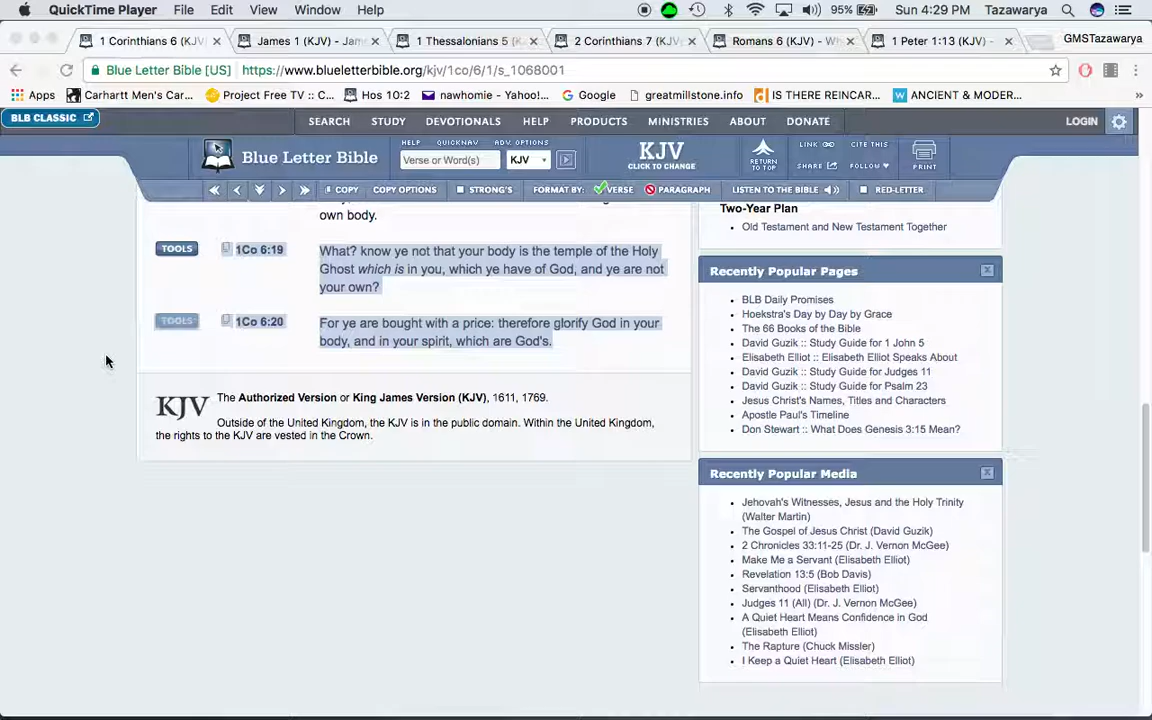 QuickTime Player File Edit View Window Help 95% Sun 4:29 PM Tazawarya
1 Corinthians 6 (KJV) James 1 (KJV) - Jam 1 Thessalonians 5 2 Corinthians 7 (KJV) Romans 6 (KJV) - Wh 1 Peter 1:13 (KJV) - GMSTazawarya
Blue Letter Bible [US] https://www.blueletterbible.org/kjv/1co/6/1/s_1068001
Apps Carhartt Men's Car... Project Free TV :: C... Hos 10:2 nawhomie - Yahoo!... Google greatmillstone.info IS THERE REINCAR... ANCIENT & MODER... »
BLB CLASSIC SEARCH STUDY DEVOTIONALS HELP PRODUCTS MINISTRIES ABOUT DONATE LOGIN
Blue Letter Bible
HELP QUICKNAV ADV. OPTIONS
Verse or Word(s) KJV
KJV
CLICK TO CHANGE
RETURN
TO TOP
LINK CITE THIS
SHARE FOLLOW
PRINT
COPY COPY OPTIONS STRONG'S FORMAT BY: VERSE PARAGRAPH LISTEN TO THE BIBLE RED-LETTER
own body.
TOOLS 1Co 6:19 What? know ye not that your body is the temple of the Holy
Ghost which is in you, which ye have of God, and ye are not
your own?
TOOLS 1Co 6:20 For ye are bought with a price: therefore glorify God in your
body, and in your spirit, which are God's.
KJV The Authorized Version or King James Version (KJV), 1611, 1769.
Outside of the United Kingdom, the KJV is in the public domain. Within the United Kingdom,
the rights to the KJV are vested in the Crown.
Two-Year Plan
Old Testament and New Testament Together
Recently Popular Pages
BLB Daily Promises
Hoekstra's Day by Day by Grace
The 66 Books of the Bible
David Guzik :: Study Guide for 1 John 5
Elisabeth Elliot :: Elisabeth Elliot Speaks About
David Guzik :: Study Guide for Judges 11
David Guzik :: Study Guide for Psalm 23
Jesus Christ's Names, Titles and Characters
Apostle Paul's Timeline
Don Stewart :: What Does Genesis 3:15 Mean?
Recently Popular Media
Jehovah's Witnesses, Jesus and the Holy Trinity
(Walter Martin)
The Gospel of Jesus Christ (David Guzik)
2 Chronicles 33:11-25 (Dr. J. Vernon McGee)
Make Me a Servant (Elisabeth Elliot)
Revelation 13:5 (Bob Davis)
Servanthood (Elisabeth Elliot)
Judges 11 (All) (Dr. J. Vernon McGee)
A Quiet Heart Means Confidence in God
(Elisabeth Elliot)
The Rapture (Chuck Missler)
I Keep a Quiet Heart (Elisabeth Elliot)